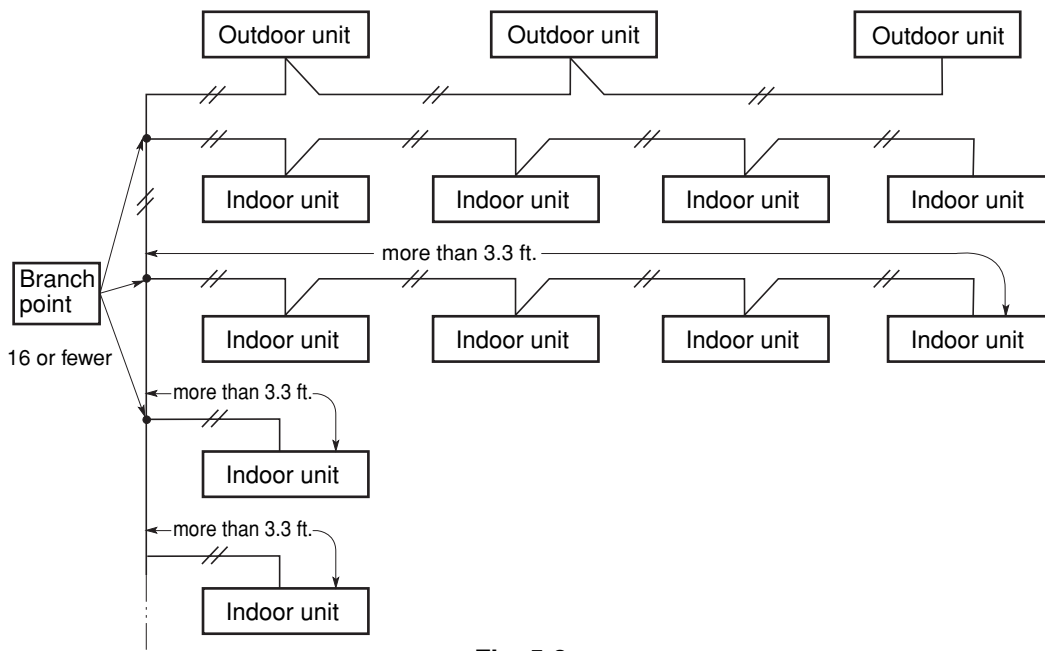 Outdoor unit Outdoor unit Outdoor unit
Indoor unit Indoor unit Indoor unit Indoor unit
more than 3.3 ft.
Branch
point
Indoor unit Indoor unit Indoor unit Indoor unit
16 or fewer
more than 3.3 ft.
Indoor unit
more than 3.3 ft.
Indoor unit